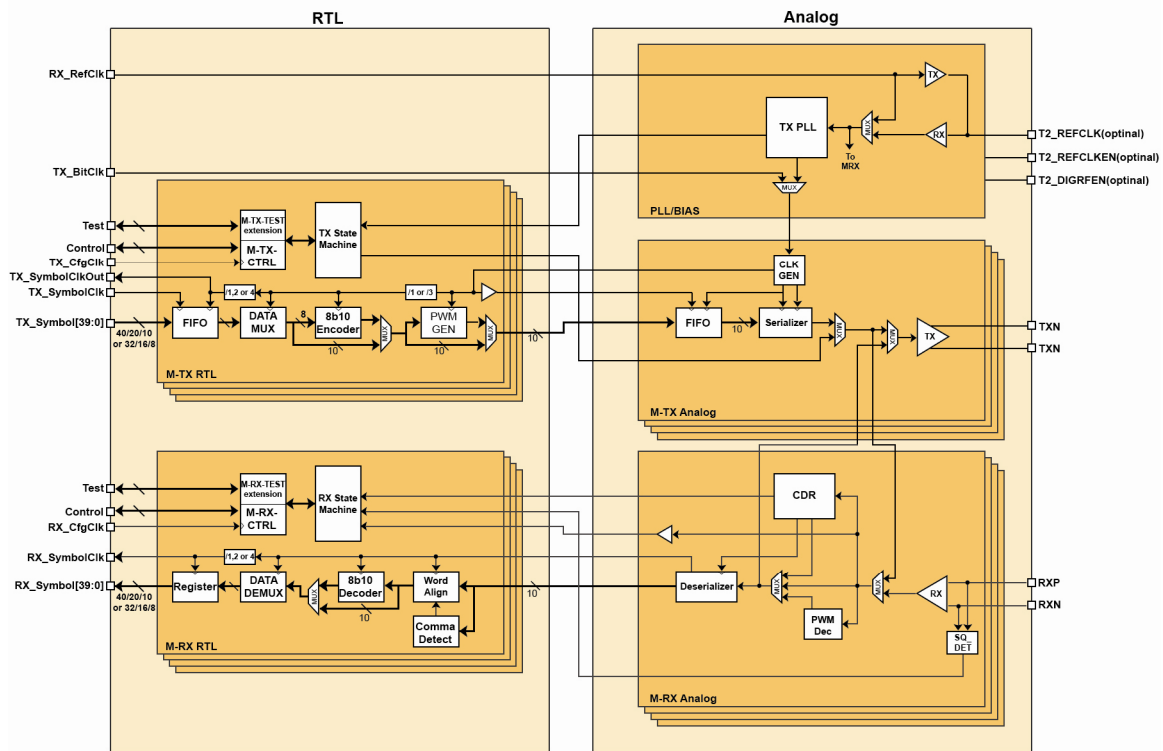 RTL
Analog
RX_RefClk
TX
TX PLL
MUX
RX
To
MRX
T2_REFCLK(optinal)
T2_REFCLKEN(optinal)
T2_DIGRFEN(optinal)
TX_BitClk
MUX
PLL/BIAS
Test
Control
TX_CfgClk
TX_SymbolClkOut
TX_SymbolClk
TX_Symbol[39:0]
40/20/10
or 32/16/8
M-TX-TEST
extension
M-TX-
CTRL
TX State
Machine
/1,2 or 4
/1 or /3
FIFO
DATA
MUX
8
8b10
Encoder
10
MUX
PWM
GEN
10
MUX
10
M-TX RTL
CLK
GEN
FIFO
10
Serializer
MUX
MUX
TX
TXN
TXN
M-TX Analog
Test
Control
RX_CfgClk
RX_SymbolClk
RX_Symbol[39:0]
40/20/10
or 32/16/8
M-RX-TEST
extension
M-RX-
CTRL
RX State
Machine
/1,2 or 4
Register
DATA
DEMUX
MUX
8b10
Decoder
10
Word
Align
Comma
Detect
10
M-RX RTL
CDR
Deserializer
MUX
PWM
Dec
MUX
RX
SQ_
DET
RXP
RXN
M-RX Analog